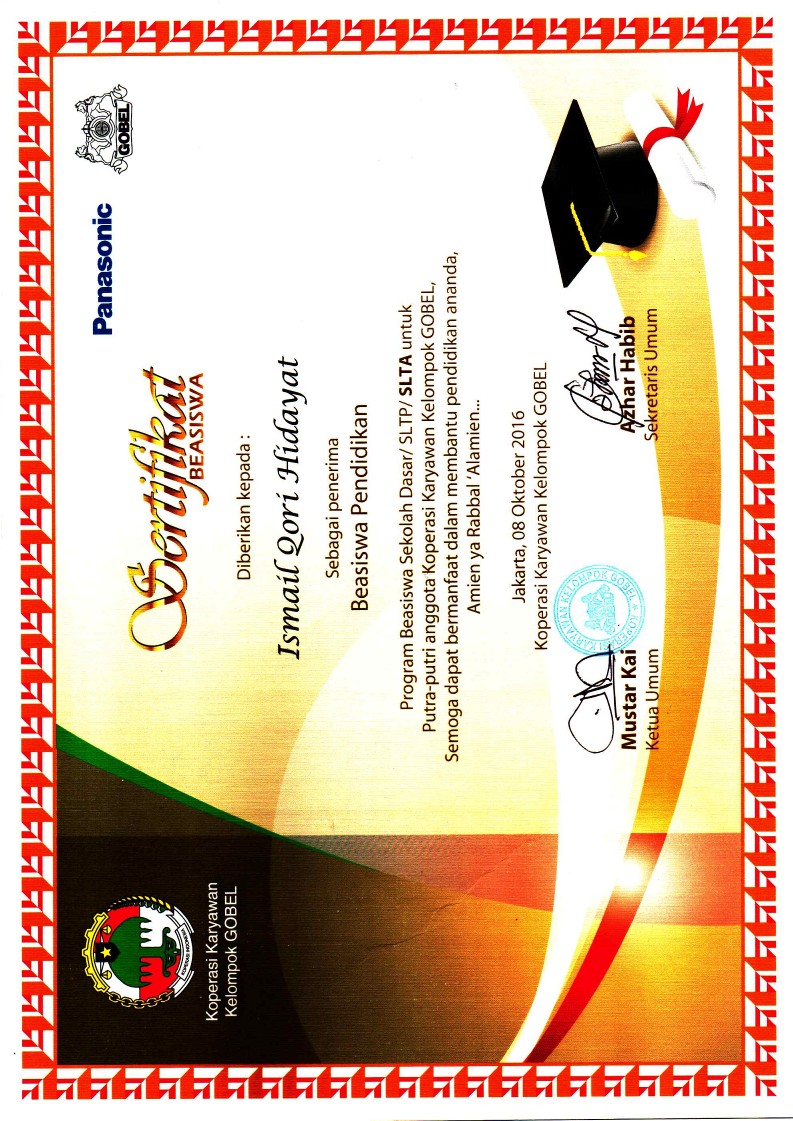 Koperasi Karyawan
Kelompok GOBEL
KOPERASI INDONESIA
Panasonic
GOBEL
Sertifikat
BEASISWA
Diberikan kepada :
Ismail Qori Hidayat
Sebagai penerima
Beasiswa Pendidikan
Program Beasiswa Sekolah Dasar/ SLTP/ SLTA untuk
Putra-putri anggota Koperasi Karyawan Kelompok GOBEL,
Semoga dapat bermanfaat dalam membantu pendidikan ananda,
Amien ya Rabbal ‘Alamien...
Jakarta, 08 Oktober 2016
Koperasi Karyawan Kelompok GOBEL
KOPERASI KARYAWAN KELOMPOK GOBEL
Mustar Kai
Ketua Umum
Azhar Habib
Sekretaris Umum